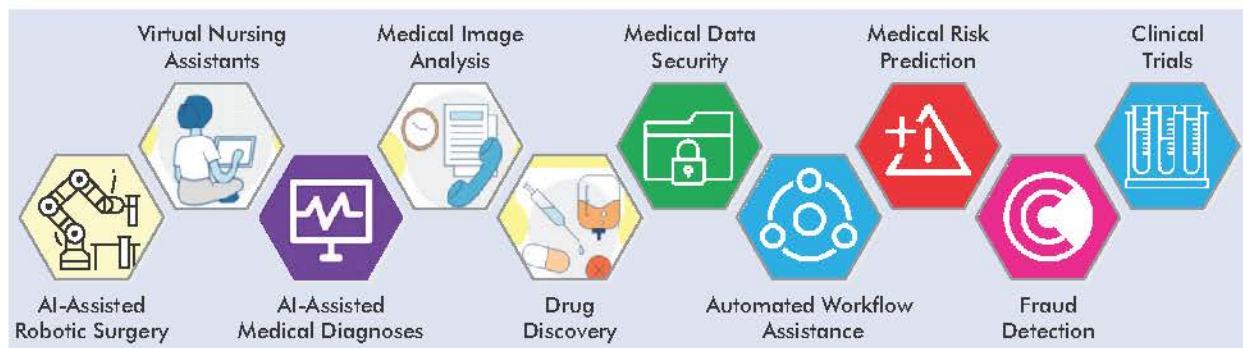 Virtual Nursing
Assistants
Medical Image
Analysis
Medical Data
Security
Medical Risk
Prediction
Clinical
Trials
AI-Assisted
Robotic Surgery
AI-Assisted
Medical Diagnoses
Drug
Discovery
Automated Workflow
Assistance
Fraud
Detection